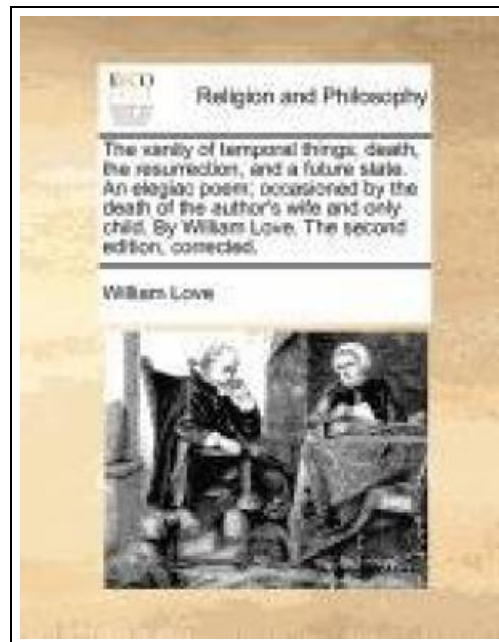 ECCO
Religion and Philosophy
The vanity of temporal things; death,
the resurrection, and a future state.
An elegiac poem; occasioned by the
death of the author's wife and only
child. By William Love. The second
edition, corrected.
William Love